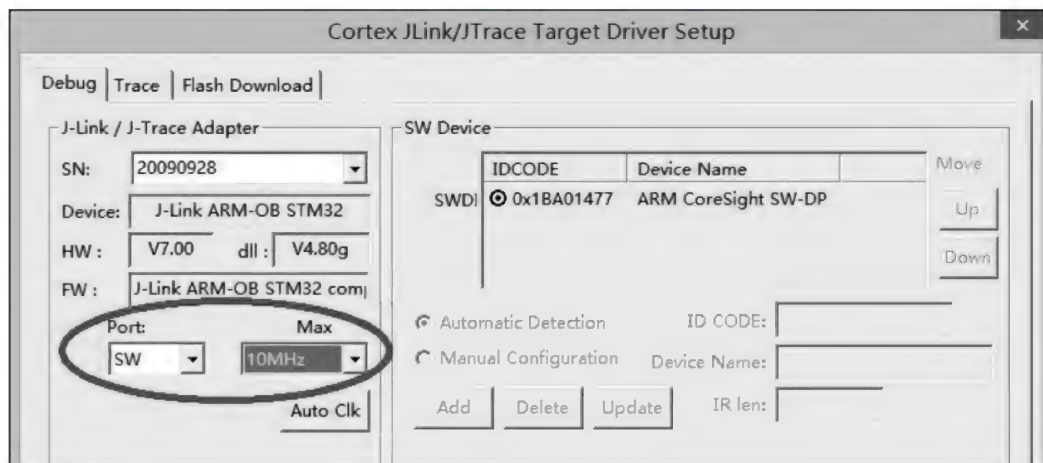 Cortex JLink/JTrace Target Driver Setup
Debug Trace Flash Download
J-Link / J-Trace Adapter
SN: 20090928
Device: J-Link ARM-OB STM32
HW : V7.00 dll : V4.80g
FW : J-Link ARM-OB STM32 comp
Port: Max
SW 10MHz
Auto Clk
SW Device
IDCODE Device Name
SWDI 0x1BA01477 ARM CoreSight SW-DP
Move
Up
Down
Automatic Detection ID CODE:
Manual Configuration Device Name:
Add Delete Update IR len: